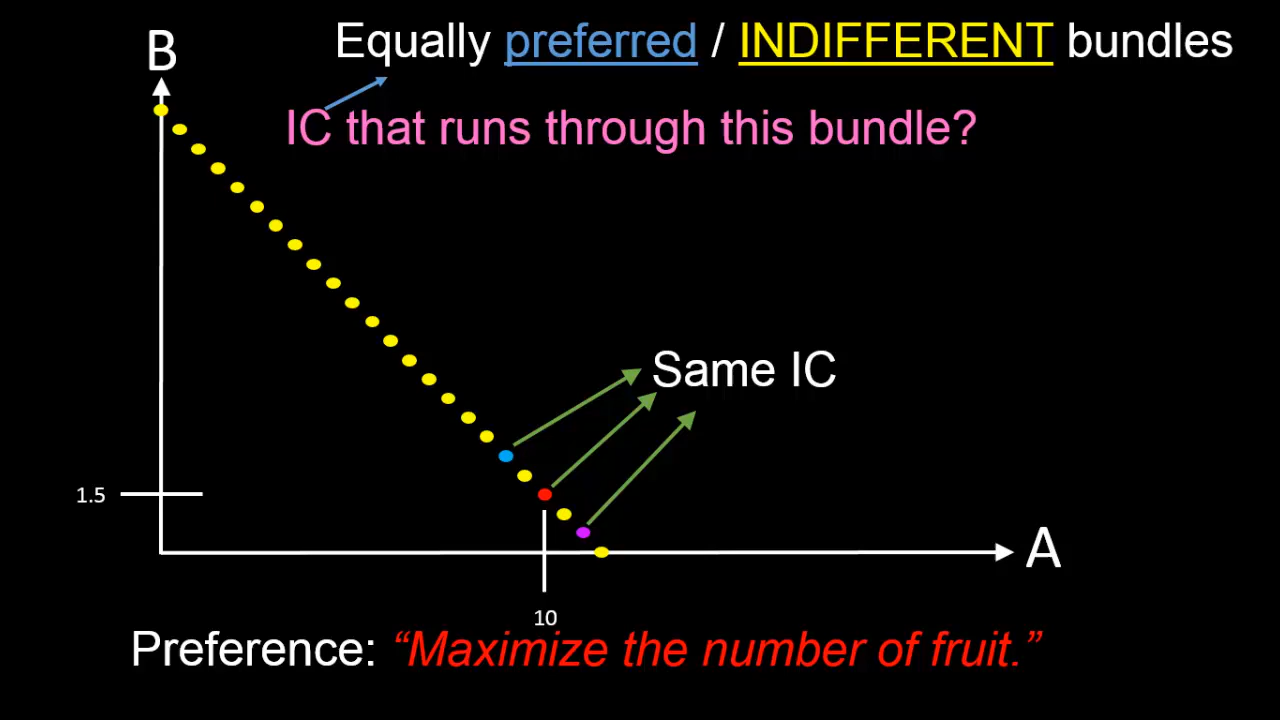 B
Equally preferred / INDIFFERENT bundles
IC that runs through this bundle?
Same IC
1.5
A
10
Preference: “Maximize the number of fruit.”